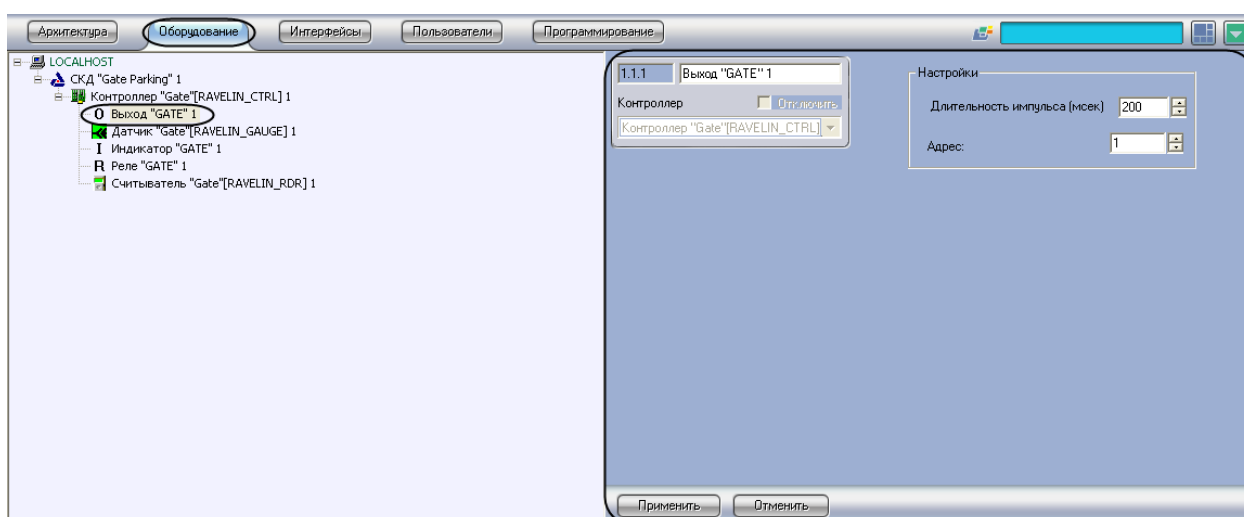 Архитектура Оборудование Интерфейсы Пользователи Программирование
LOCALHOST
СКД "Gate Parking" 1
Контроллер "Gate"[RAVELIN_CTRL] 1
O Выход "GATE" 1
Датчик "Gate"[RAVELIN_GAUGE] 1
I Индикатор "GATE" 1
R Реле "GATE" 1
Считыватель "Gate"[RAVELIN_RDR] 1
1.1.1 Выход "GATE" 1
Контроллер Отключить
Контроллер "Gate"[RAVELIN_CTRL]
Настройки
Длительность импульса (мсек) 200
Адрес: 1
Применить Отменить